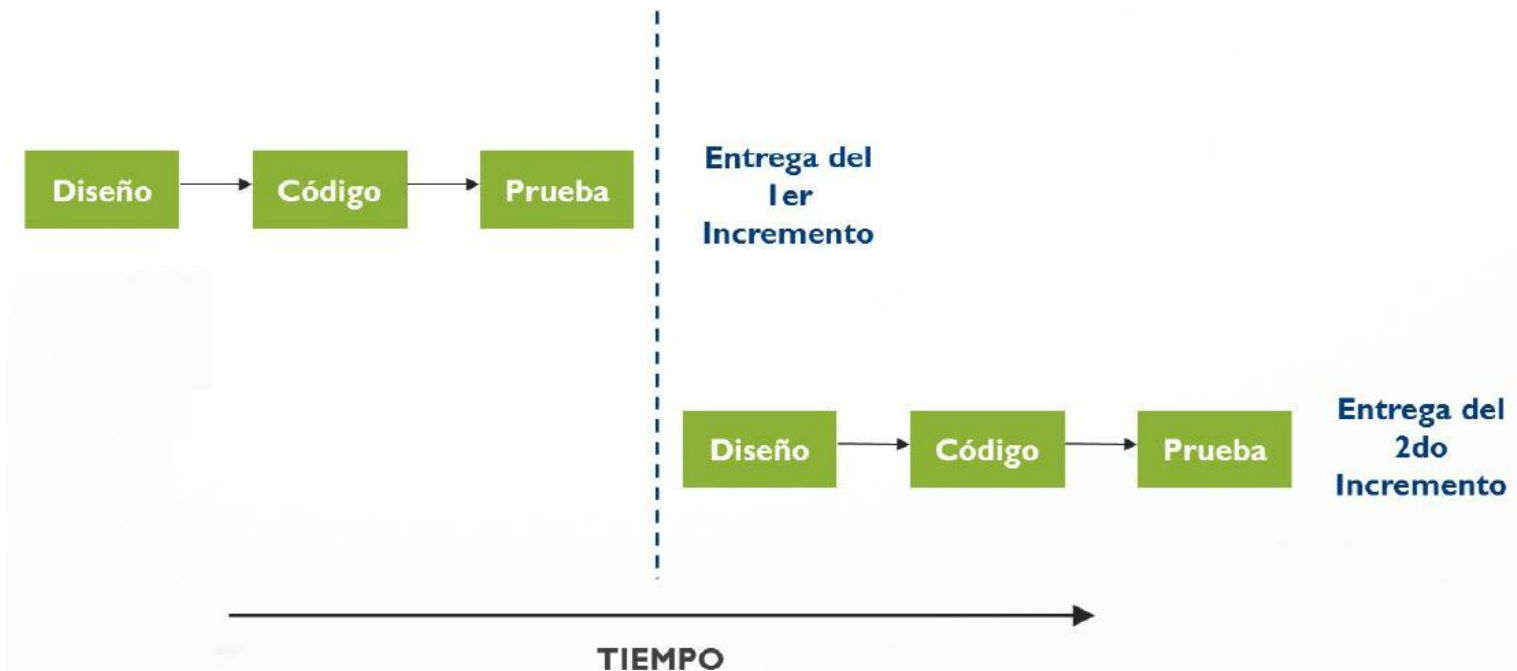 Diseño
Código
Prueba
Entrega del
1er
Incremento
Diseño
Código
Prueba
Entrega del
2do
Incremento
TIEMPO